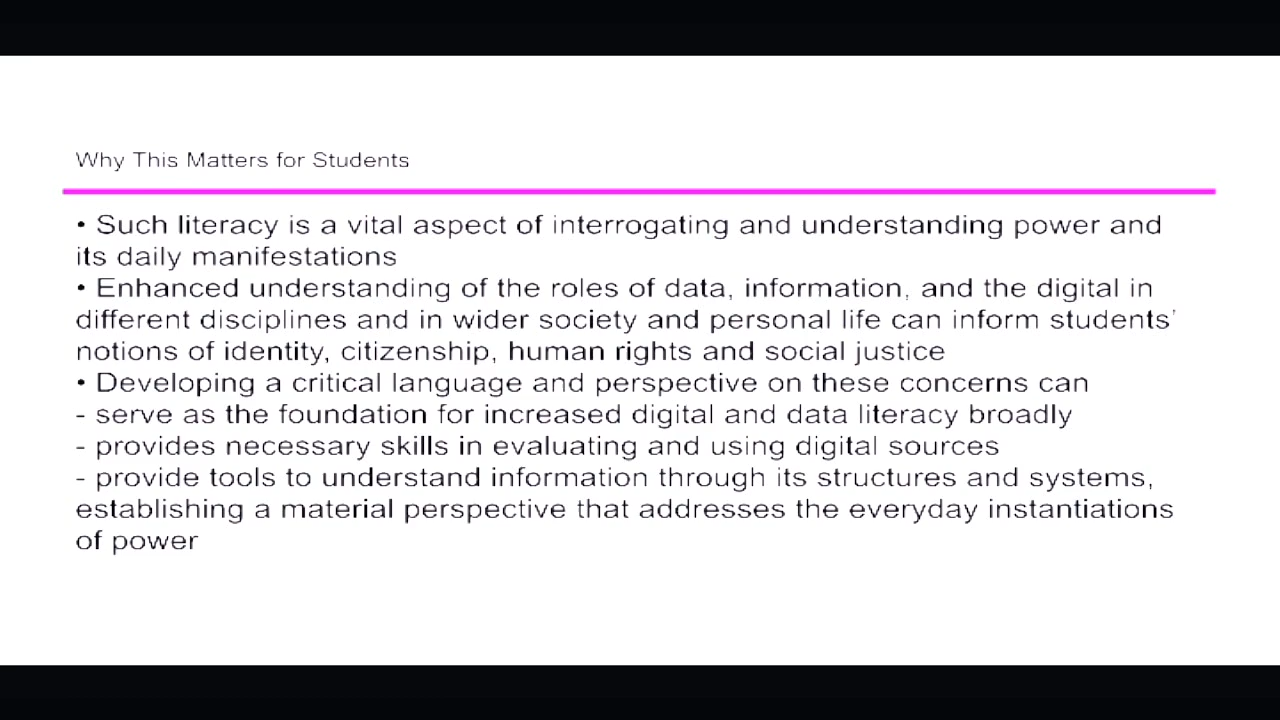 Why This Matters for Students
• Such literacy is a vital aspect of interrogating and understanding power and
its daily manifestations
• Enhanced understanding of the roles of data, information, and the digital in
different disciplines and in wider society and personal life can inform students'
notions of identity, citizenship, human rights and social justice
• Developing a critical language and perspective on these concerns can
- serve as the foundation for increased digital and data literacy broadly
- provides necessary skills in evaluating and using digital sources
- provide tools to understand information through its structures and systems,
establishing a material perspective that addresses the everyday instantiations
of power